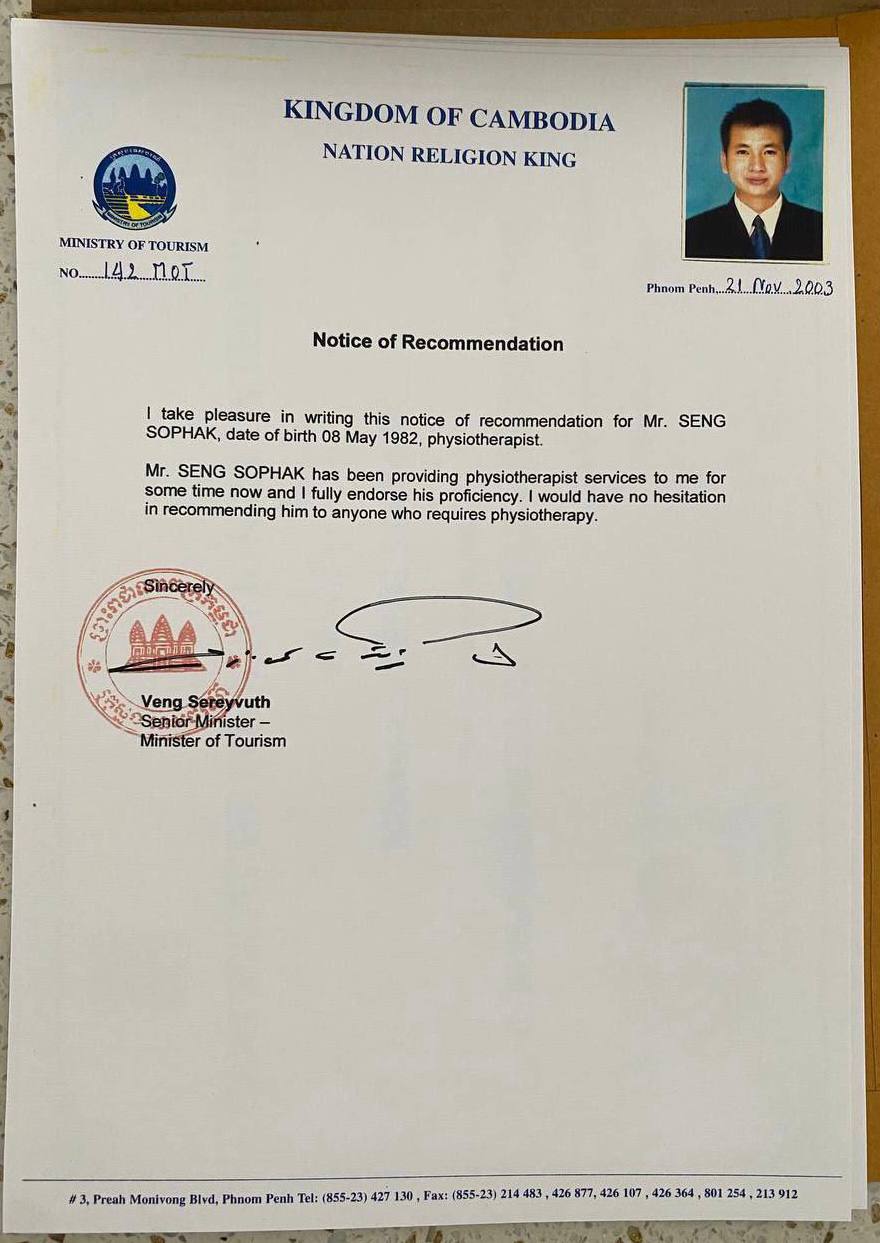 KINGDOM OF CAMBODIA
NATION RELIGION KING
MINISTRY OF TOURISM
MINISTRY OF TOURISM
NO......142 MOT......
Phnom Penh,..21..Nov...2003
Notice of Recommendation
I take pleasure in writing this notice of recommendation for Mr. SENG
SOPHAK, date of birth 08 May 1982, physiotherapist.
Mr. SENG SOPHAK has been providing physiotherapist services to me for
some time now and I fully endorse his proficiency. I would have no hesitation
in recommending him to anyone who requires physiotherapy.
Sincerely
Veng Sereyvuth
Senior Minister –
Minister of Tourism
# 3, Preah Monivong Blvd, Phnom Penh Tel: (855-23) 427 130 , Fax: (855-23) 214 483 , 426 877, 426 107 , 426 364 , 801 254 , 213 912